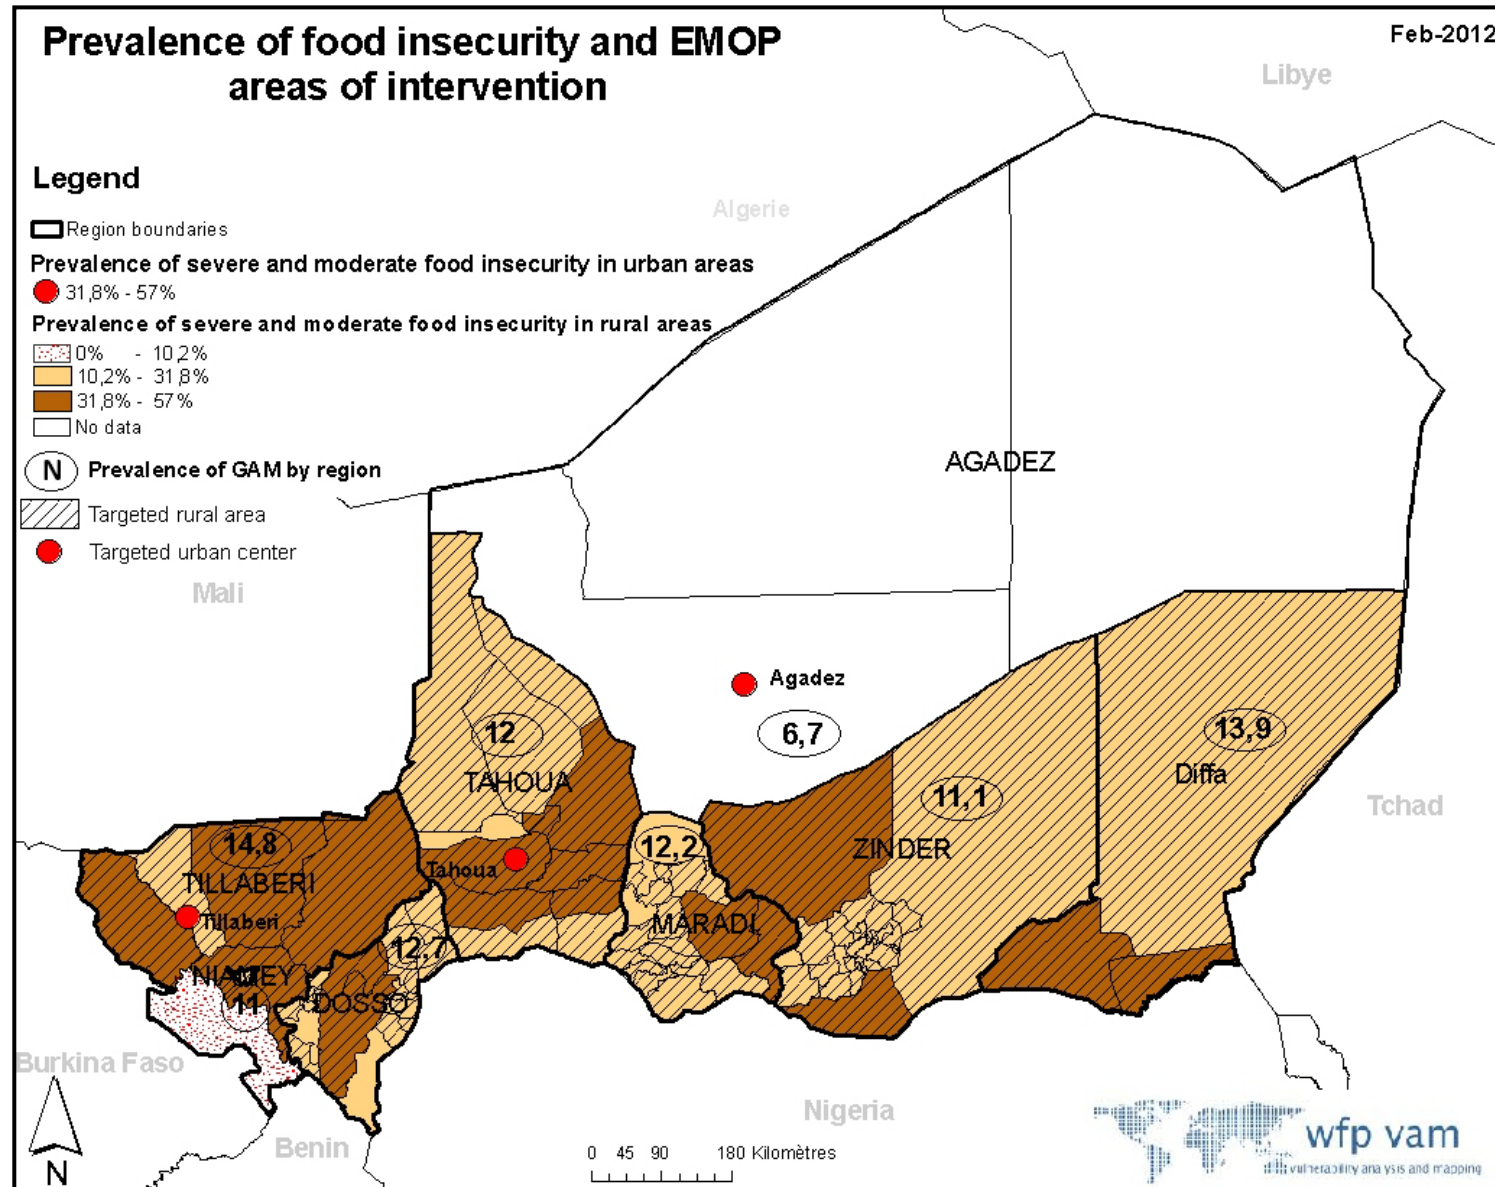 Prevalence of food insecurity and EMOP
areas of intervention
Feb-2012
Libye
Legend
Region boundaries
Prevalence of severe and moderate food insecurity in urban areas
31,8% - 57%
Prevalence of severe and moderate food insecurity in rural areas
0% - 10,2%
10,2% - 31,8%
31,8% - 57%
No data
N Prevalence of GAM by region
Targeted rural area
Targeted urban center
Algerie
AGADEZ
Mali
Agadez
6,7
12
TAHOUA
13,9
Diffa
11,1
ZINDER
Tchad
14,8
TILLABERI
Tahoua
12,2
MARADI
Tillaberi
12,7
NIAMEY
11
DOSSO
Burkina Faso
Nigeria
Benin
N
0 45 90 180 Kilomètres
wfp vam
vulnerability analysis and mapping